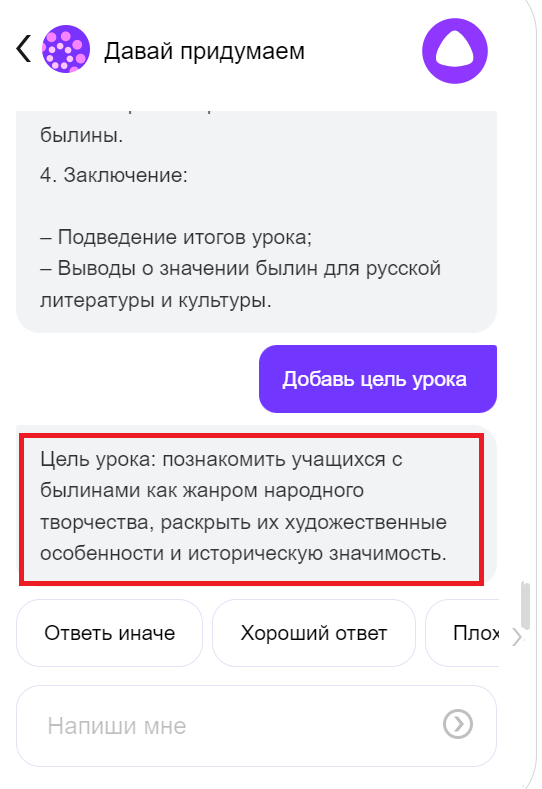 Давай придумаем
былины.
4. Заключение:
– Подведение итогов урока;
– Выводы о значении былин для русской
литературы и культуры.
Добавь цель урока
Цель урока: познакомить учащихся с
былинами как жанром народного
творчества, раскрыть их художественные
особенности и историческую значимость.
Ответь иначе
Хороший ответ
Плох
Напиши мне